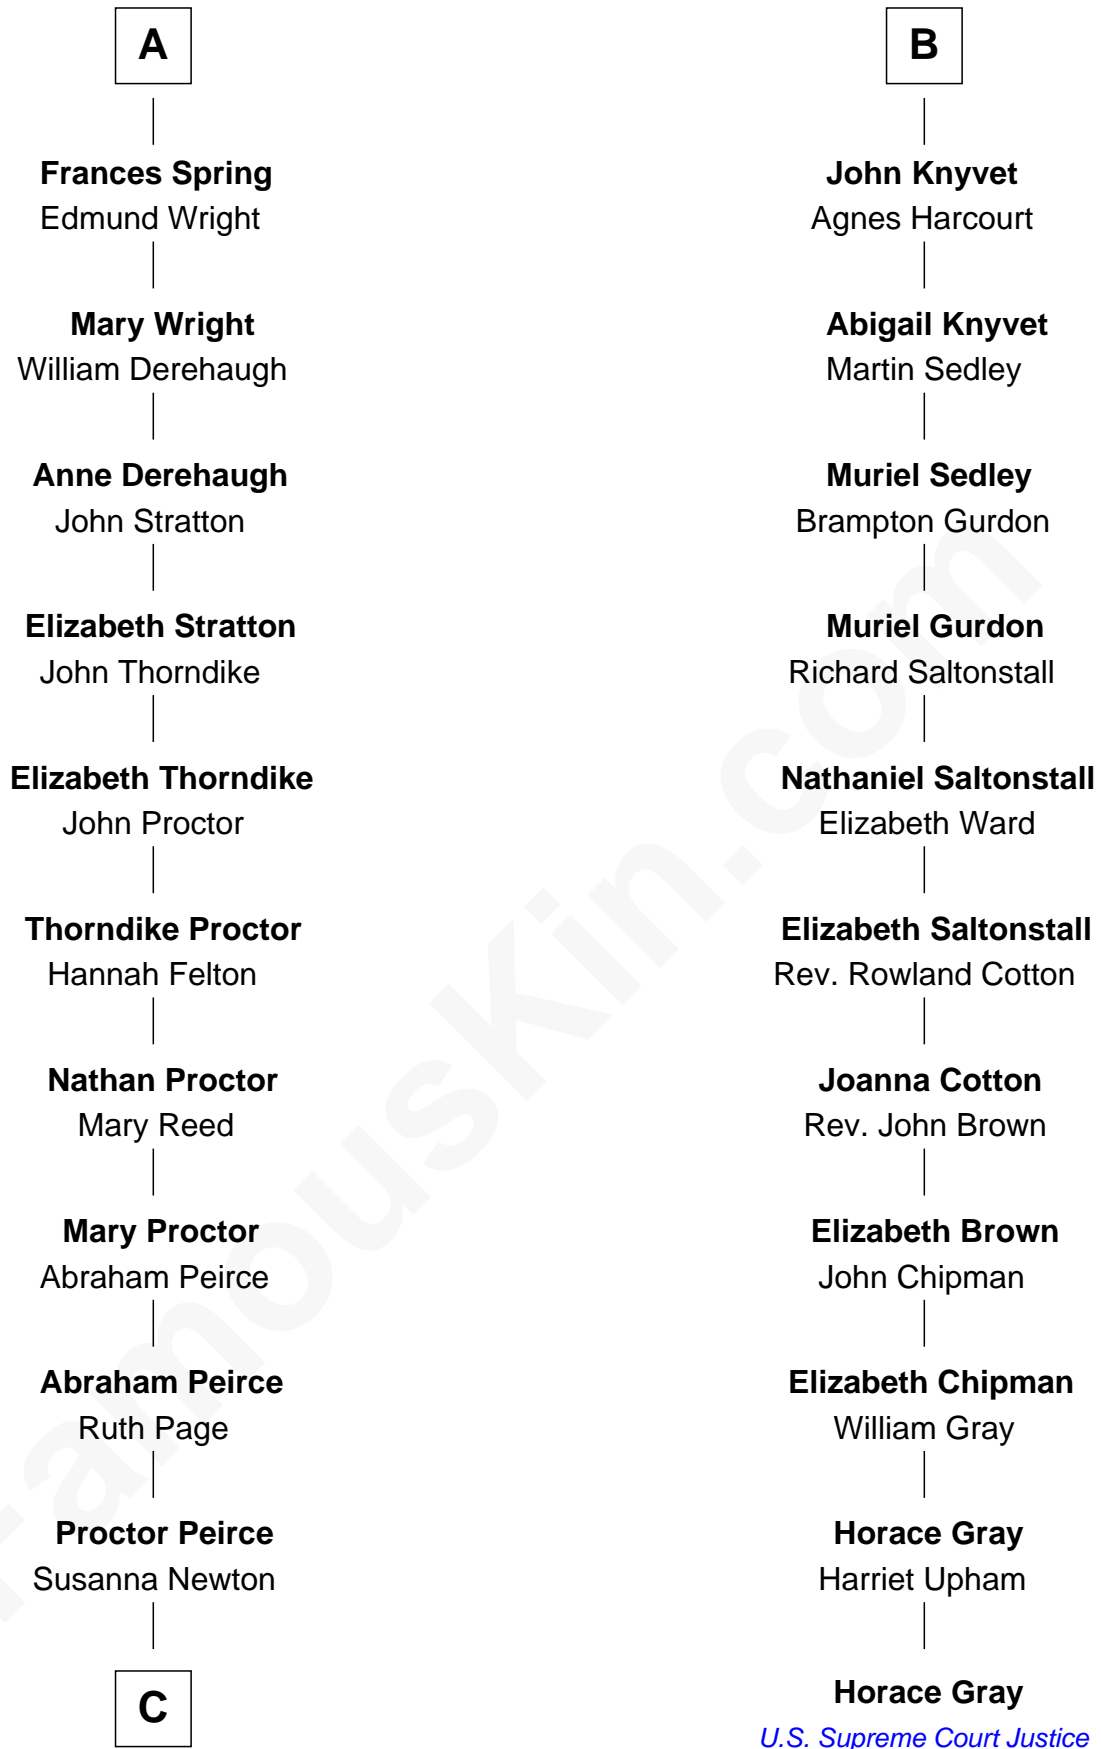 A
Frances Spring
Edmund Wright
Mary Wright
William Derehaugh
Anne Derehaugh
John Stratton
Elizabeth Stratton
John Thorndike
Elizabeth Thorndike
John Proctor
Thorndike Proctor
Hannah Felton
Nathan Proctor
Mary Reed
Mary Proctor
Abraham Peirce
Abraham Peirce
Ruth Page
Proctor Peirce
Susanna Newton
C
B
John Knyvet
Agnes Harcourt
Abigail Knyvet
Martin Sedley
Muriel Sedley
Brampton Gurdon
Muriel Gurdon
Richard Saltonstall
Nathaniel Saltonstall
Elizabeth Ward
Elizabeth Saltonstall
Rev. Rowland Cotton
Joanna Cotton
Rev. John Brown
Elizabeth Brown
John Chipman
Elizabeth Chipman
William Gray
Horace Gray
Harriet Upham
Horace Gray
U.S. Supreme Court Justice
FamousKin.com